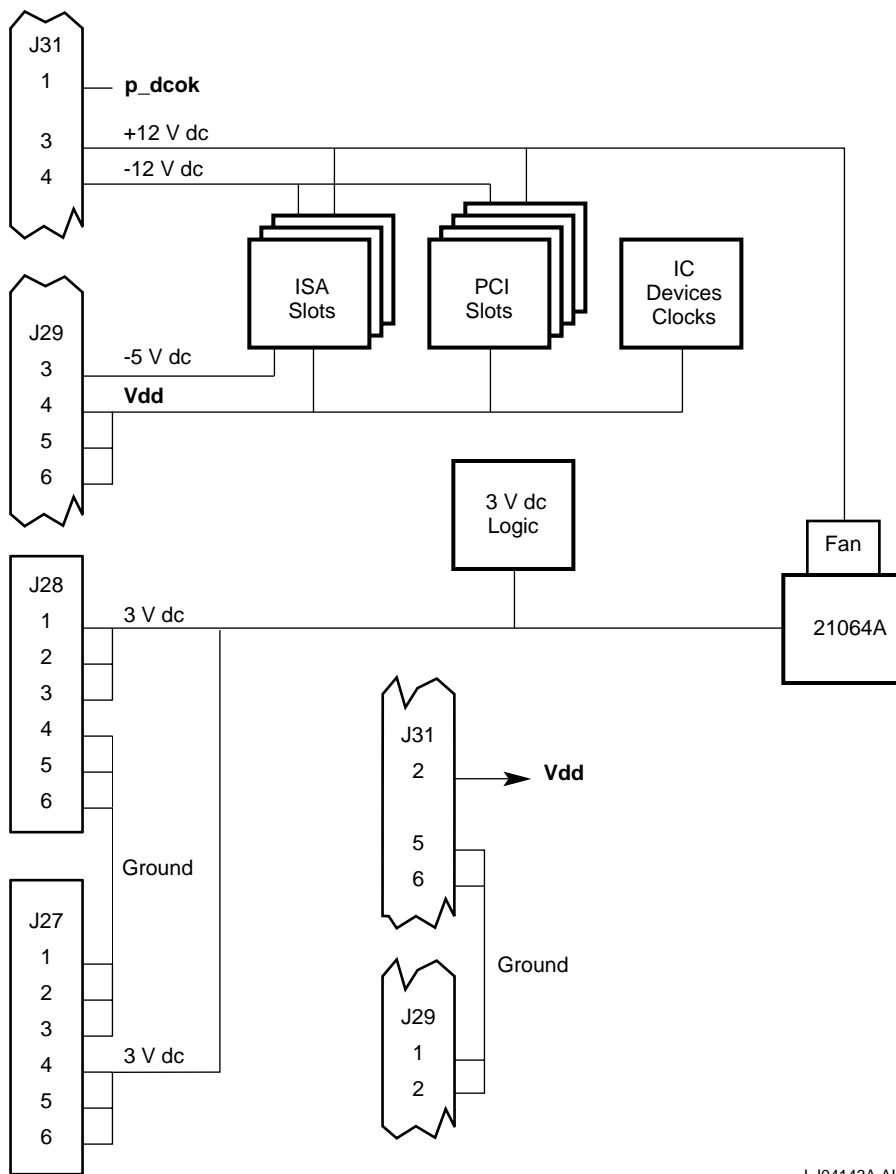 J31
1
p_dcok
3
+12 V dc
4
-12 V dc
ISA
Slots
PCI
Slots
IC
Devices
Clocks
J29
3
-5 V dc
4
Vdd
5
6
3 V dc
Logic
Fan
21064A
J28
1
3 V dc
2
3
4
5
6
Ground
J27
1
2
3
4
3 V dc
5
6
J31
2
Vdd
5
6
Ground
J29
1
2